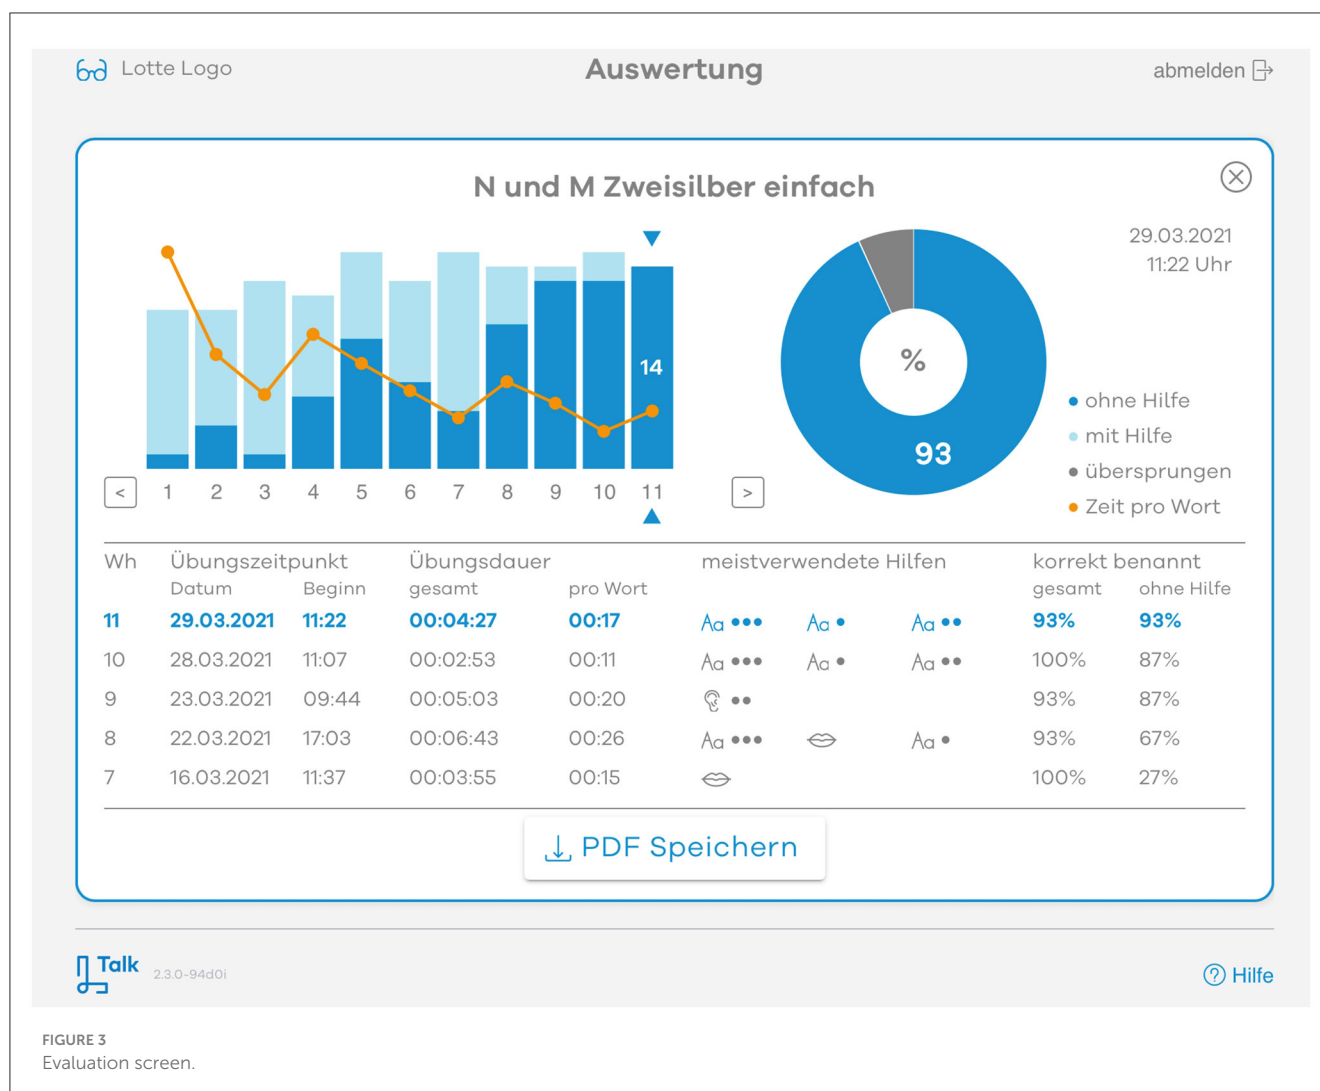 Lotte Logo
Auswertung
abmelden
N und M Zweisilber einfach
29.03.2021
11:22 Uhr
14
%
93
ohne Hilfe
mit Hilfe
übersprungen
Zeit pro Wort
< 1 2 3 4 5 6 7 8 9 10 11 >
Wh Übungszeitpunkt Übungsdauer meistverwendete Hilfen korrekt benannt
Datum Beginn gesamt pro Wort gesamt ohne Hilfe
11 29.03.2021 11:22 00:04:27 00:17 Aa ••• Aa • Aa •• 93% 93%
10 28.03.2021 11:07 00:02:53 00:11 Aa ••• Aa • Aa •• 100% 87%
9 23.03.2021 09:44 00:05:03 00:20 •• 93% 87%
8 22.03.2021 17:03 00:06:43 00:26 Aa ••• Aa • 93% 67%
7 16.03.2021 11:37 00:03:55 00:15 100% 27%
PDF Speichern
Talk 2.3.0-94d0i
? Hilfe
FIGURE 3
Evaluation screen.